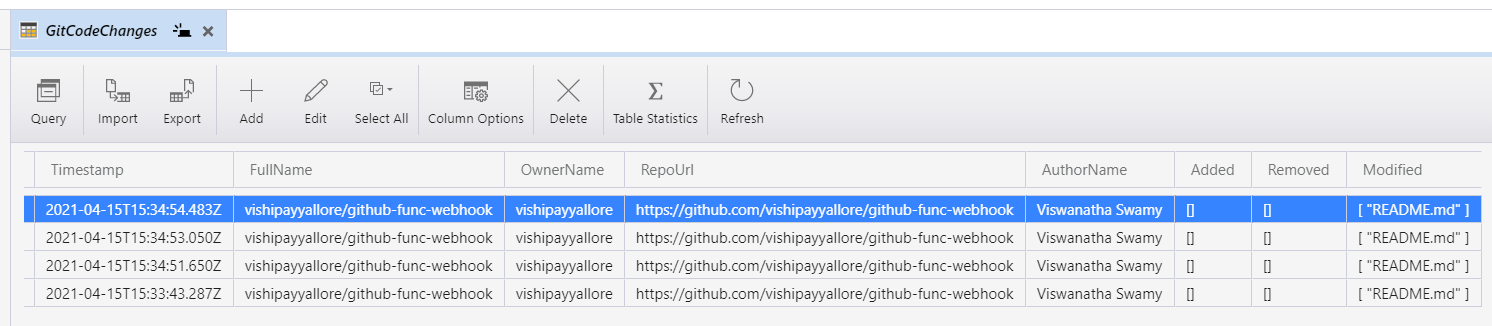 GitCodeChanges
Query Import Export Add Edit Select All Column Options Delete Table Statistics Refresh
Timestamp FullName OwnerName RepoUrl AuthorName Added Removed Modified
2021-04-15T15:34:54.483Z vishipayyallore/github-func-webhook vishipayyallore https://github.com/vishipayyallore/github-func-webhook Viswanatha Swamy [] [] [ "README.md" ]
2021-04-15T15:34:53.050Z vishipayyallore/github-func-webhook vishipayyallore https://github.com/vishipayyallore/github-func-webhook Viswanatha Swamy [] [] [ "README.md" ]
2021-04-15T15:34:51.650Z vishipayyallore/github-func-webhook vishipayyallore https://github.com/vishipayyallore/github-func-webhook Viswanatha Swamy [] [] [ "README.md" ]
2021-04-15T15:33:43.287Z vishipayyallore/github-func-webhook vishipayyallore https://github.com/vishipayyallore/github-func-webhook Viswanatha Swamy [] [] [ "README.md" ]